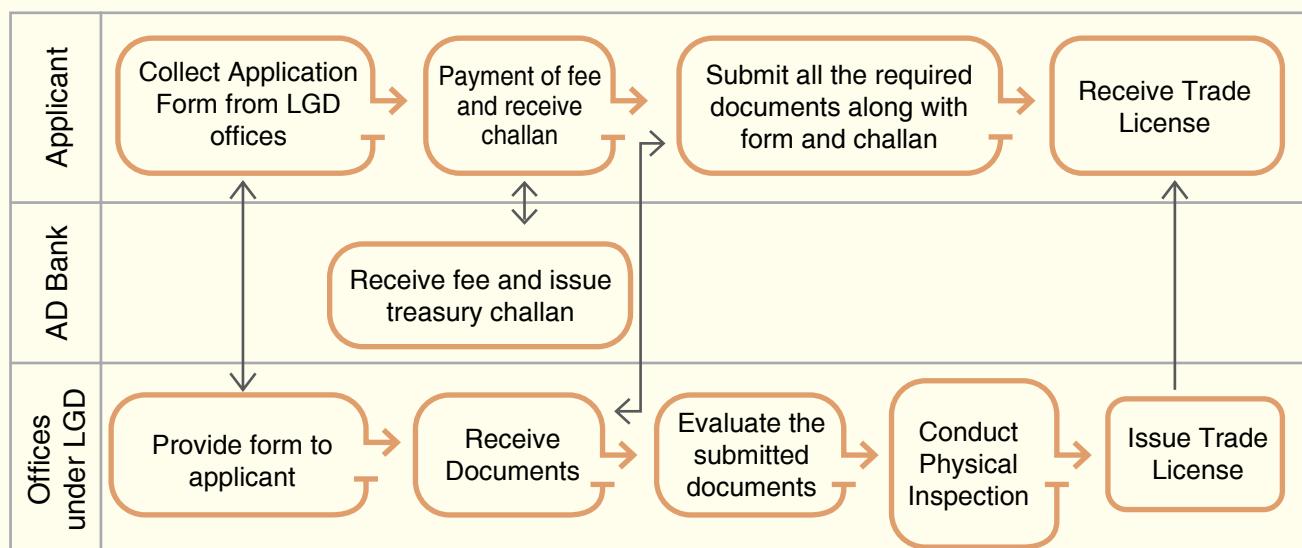 Applicant
Collect Application
Form from LGD
offices
Payment of fee
and receive
challan
Submit all the required
documents along with
form and challan
Receive Trade
License
AD Bank
Receive fee and issue
treasury challan
Offices
under LGD
Provide form to
applicant
Receive
Documents
Evaluate the
submitted
documents
Conduct
Physical
Inspection
Issue Trade
License